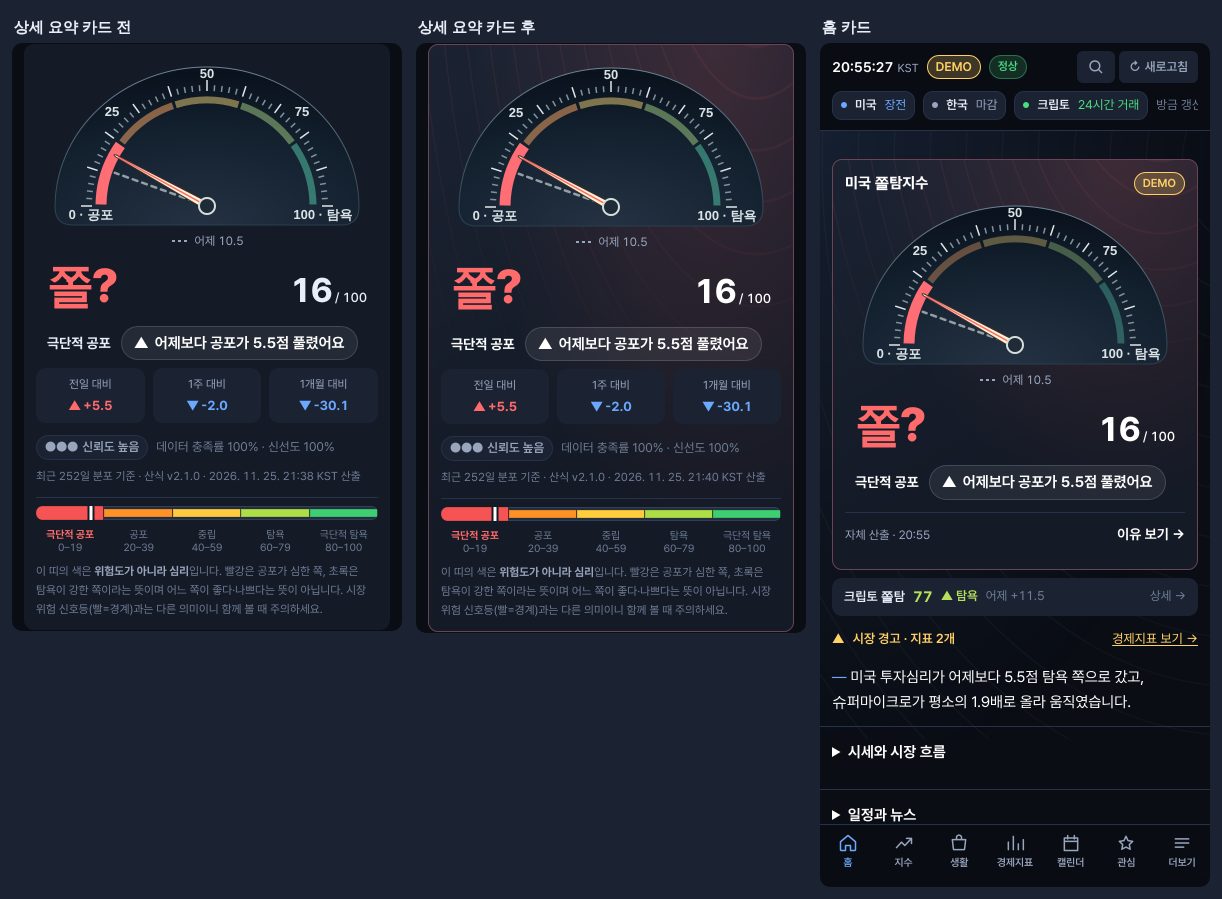 상세 요약 카드 전
50
25
75
0 · 공포
100 · 탐욕
어제 10.5
쫄?
16 / 100
극단적 공포
▲ 어제보다 공포가 5.5점 풀렸어요
전일 대비
1주 대비
1개월 대비
▲+5.5
▼-2.0
▼-30.1
●●● 신뢰도 높음
데이터 충족률 100% · 신선도 100%
최근 252일 분포 기준 · 산식 v2.1.0 · 2026. 11. 25. 21:38 KST 산출
극단적 공포
공포
중립
탐욕
극단적 탐욕
0–19
20–39
40–59
60–79
80–100
이 띠의 색은 위험도가 아니라 심리입니다. 빨강은 공포가 심한 쪽, 초록은
탐욕이 강한 쪽이라는 뜻이며 어느 쪽이 좋다·나쁘다는 뜻이 아닙니다. 시장
위험 신호등(빨=경계)과는 다른 의미이니 함께 볼 때 주의하세요.
상세 요약 카드 후
50
25
75
0 · 공포
100 · 탐욕
어제 10.5
쫄?
16 / 100
극단적 공포
▲ 어제보다 공포가 5.5점 풀렸어요
전일 대비
1주 대비
1개월 대비
▲+5.5
▼-2.0
▼-30.1
●●● 신뢰도 높음
데이터 충족률 100% · 신선도 100%
최근 252일 분포 기준 · 산식 v2.1.0 · 2026. 11. 25. 21:40 KST 산출
극단적 공포
공포
중립
탐욕
극단적 탐욕
0–19
20–39
40–59
60–79
80–100
이 띠의 색은 위험도가 아니라 심리입니다. 빨강은 공포가 심한 쪽, 초록은
탐욕이 강한 쪽이라는 뜻이며 어느 쪽이 좋다·나쁘다는 뜻이 아닙니다. 시장
위험 신호등(빨=경계)과는 다른 의미이니 함께 볼 때 주의하세요.
홈 카드
20:55:27 KST
DEMO
정상
새로고침
미국 장전
한국 마감
크립토 24시간 거래
방금 갱신
미국 쫄탐지수
DEMO
50
25
75
0 · 공포
100 · 탐욕
어제 10.5
쫄?
16 / 100
극단적 공포
▲ 어제보다 공포가 5.5점 풀렸어요
자체 산출 · 20:55
이유 보기 →
크립토 쫄탐 77 ▲ 탐욕 어제 +11.5
상세 →
▲ 시장 경고 · 지표 2개
경제지표 보기 →
— 미국 투자심리가 어제보다 5.5점 탐욕 쪽으로 갔고,
슈퍼마이크로가 평소의 1.9배로 올라 움직였습니다.
▶ 시세와 시장 흐름
▶ 일정과 뉴스
홈
지수
생활
경제지표
캘린더
관심
더보기